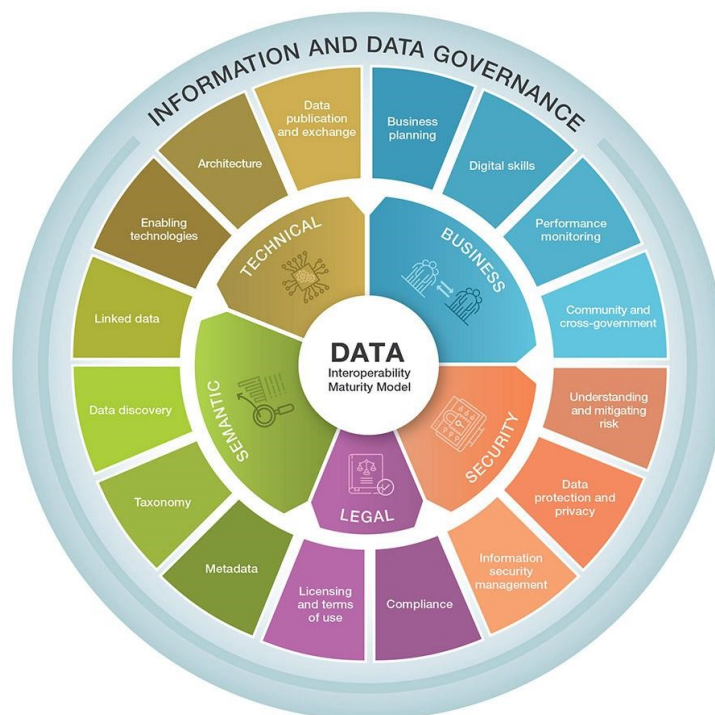 INFORMATION AND DATA GOVERNANCE
Data
publication
and exchange
Business
planning
Digital skills
Performance
monitoring
Community and
cross-government
Understanding
and mitigating
risk
Data
protection and
privacy
Information
security
management
Compliance
Licensing
and terms
of use
Metadata
Taxonomy
Data discovery
Linked data
Enabling
technologies
Architecture
TECHNICAL
BUSINESS
SECURITY
LEGAL
SEMANTIC
DATA
Interoperability
Maturity Model